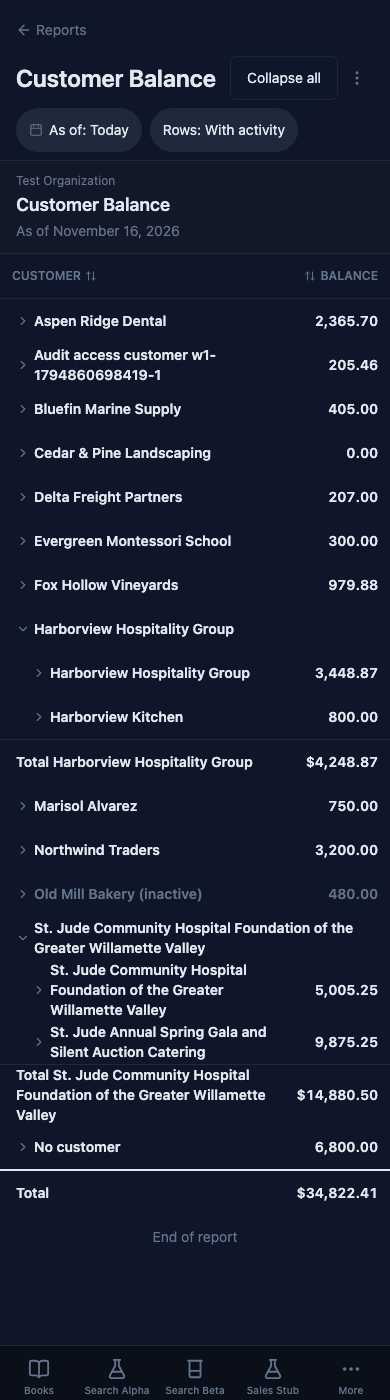 Reports
Customer Balance
Collapse all
As of: Today
Rows: With activity
Test Organization
Customer Balance
As of November 16, 2026
CUSTOMER BALANCE
Aspen Ridge Dental 2,365.70
Audit access customer w1-
1794860698419-1 205.46
Bluefin Marine Supply 405.00
Cedar & Pine Landscaping 0.00
Delta Freight Partners 207.00
Evergreen Montessori School 300.00
Fox Hollow Vineyards 979.88
Harborview Hospitality Group
Harborview Hospitality Group 3,448.87
Harborview Kitchen 800.00
Total Harborview Hospitality Group $4,248.87
Marisol Alvarez 750.00
Northwind Traders 3,200.00
Old Mill Bakery (inactive) 480.00
St. Jude Community Hospital Foundation of the
Greater Willamette Valley
St. Jude Community Hospital
Foundation of the Greater 5,005.25
Willamette Valley
St. Jude Annual Spring Gala and
Silent Auction Catering 9,875.25
Total St. Jude Community Hospital
Foundation of the Greater Willamette $14,880.50
Valley
No customer 6,800.00
Total $34,822.41
End of report
Books
Search Alpha
Search Beta
Sales Stub
More